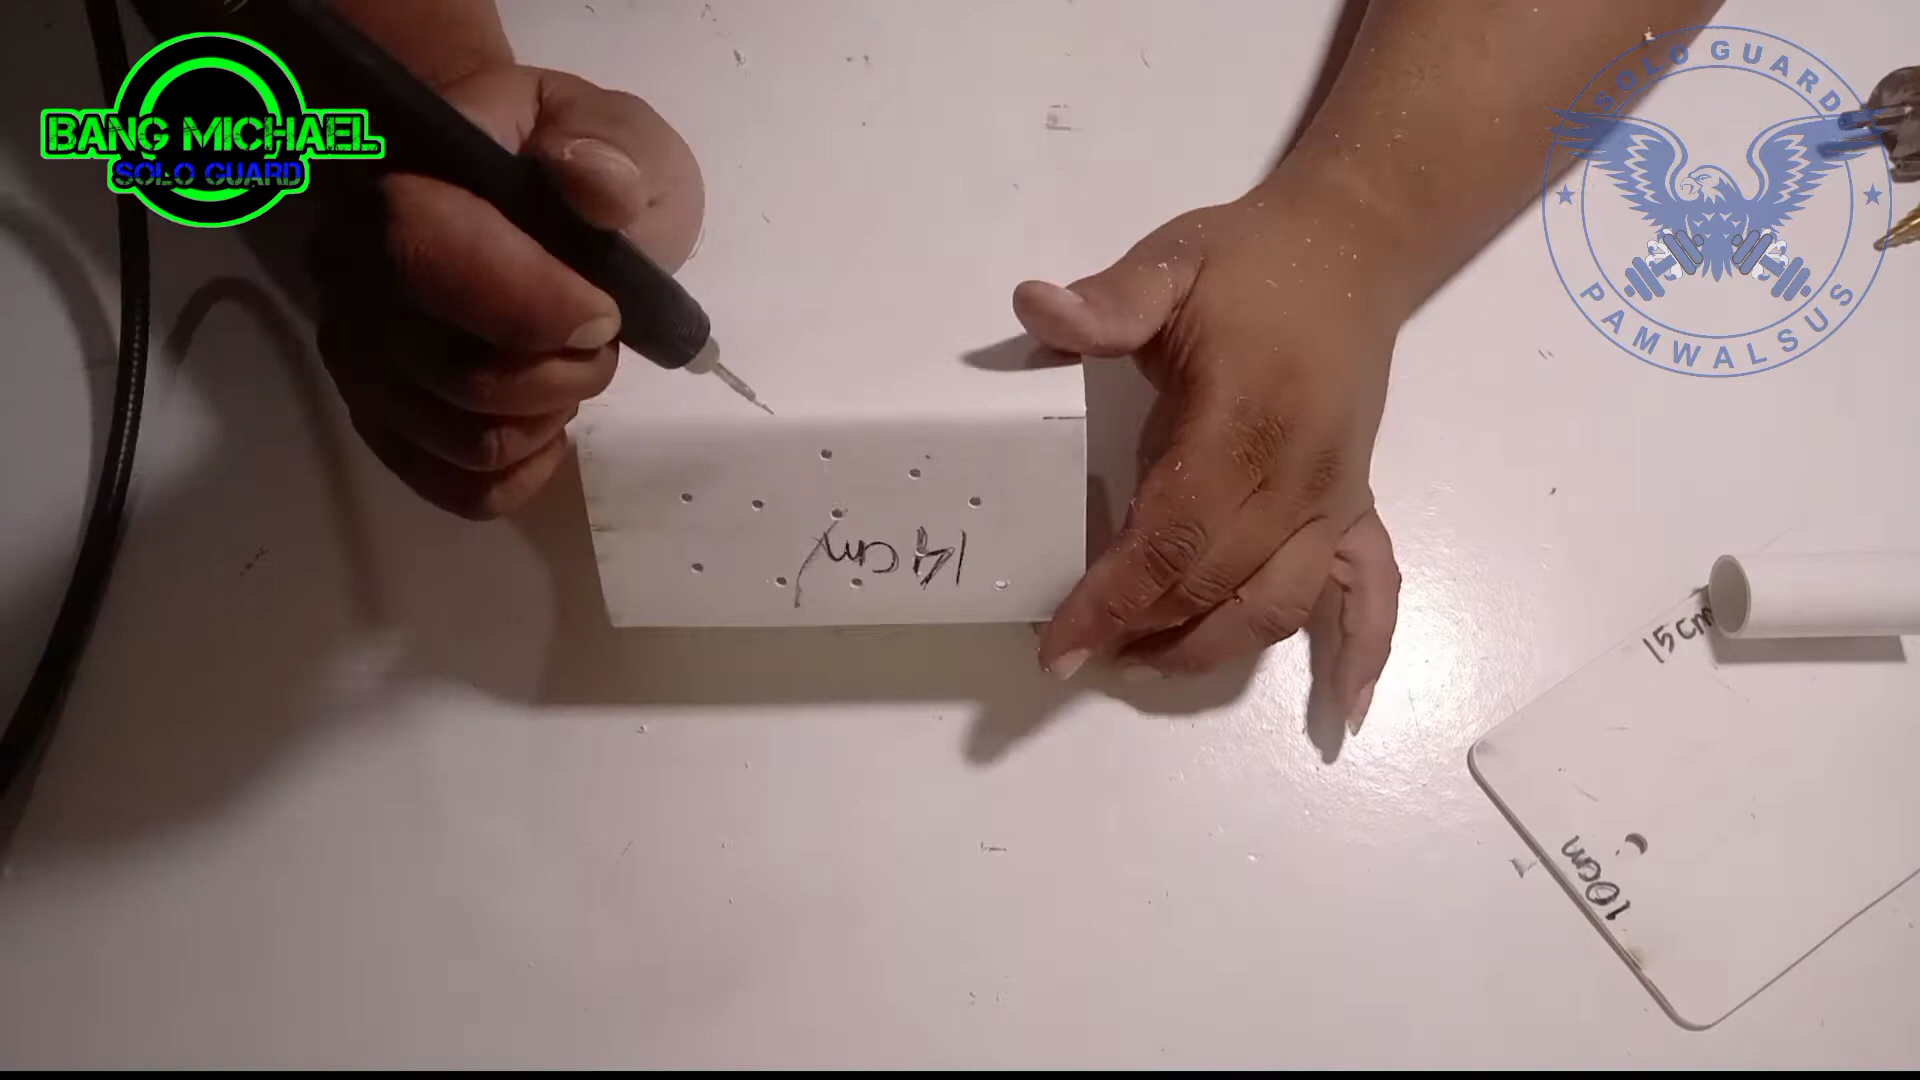 BANG MICHAEL
SOLO GUARD
SOLO GUARD
PAMWALSUS
14 cm
15 cm
10cm